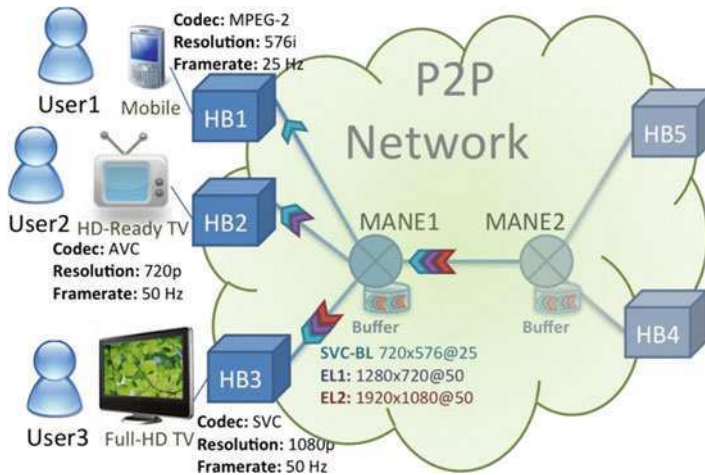 Codec: MPEG-2
Resolution: 576i
Framerate: 25 Hz
User1
Mobile
HB1
P2P
Network
HB5
User2
HD-Ready TV
HB2
MANE1
MANE2
Codec: AVC
Resolution: 720p
Framerate: 50 Hz
Buffer
Buffer
HB4
SVC-BL 720x576@25
EL1: 1280x720@50
EL2: 1920x1080@50
HB3
User3
Full-HD TV
Codec: SVC
Resolution: 1080p
Framerate: 50 Hz